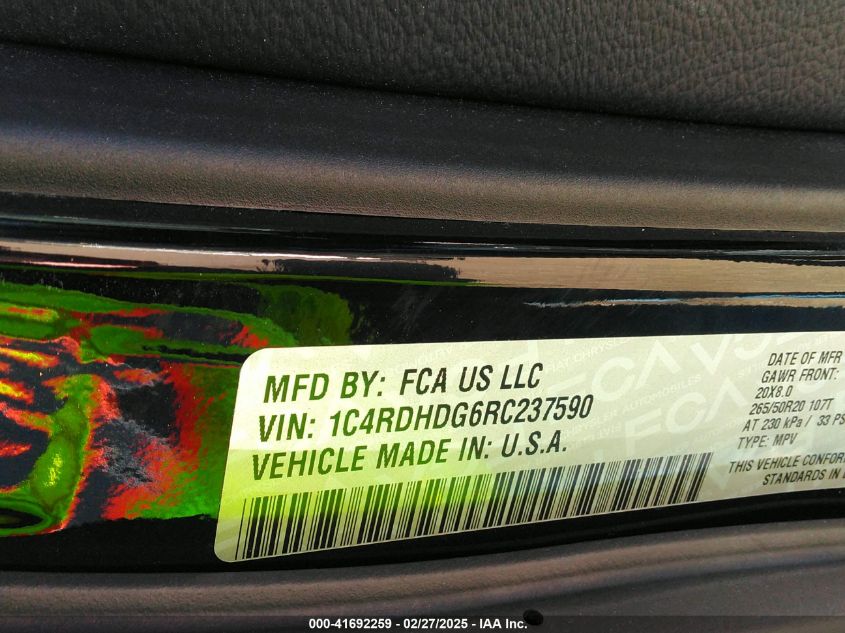 MFD BY: FCA US LLC
VIN: 1C4RDHDG6RC237590
VEHICLE MADE IN: U.S.A.
DATE OF MFR
GAWR FRONT:
20X8.0
265/50R20 107T
AT 230 kPa / 33 PS
TYPE: MPV
THIS VEHICLE CONFOR
STANDARDS IN
000-41692259 – 02/27/2025 – IAA Inc.